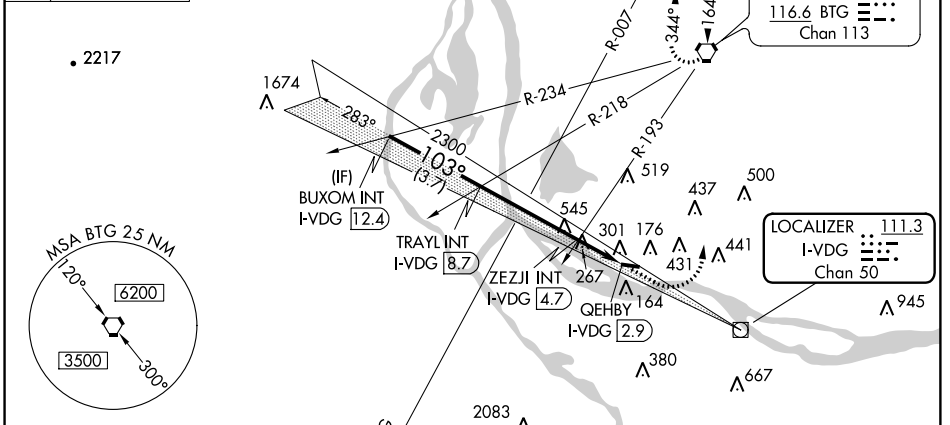 116.6 BTG
Chan 113
R-007
344°
164
2217
1674
R-234
R-218
R-193
283°
2300
103°
(3.7)
(IF)
BUXOM INT
I-VDG 12.4
TRAYL INT
I-VDG 8.7
ZEZJI INT
I-VDG 4.7
QEHBY
I-VDG 2.9
519
437
500
545
301
176
431
441
267
164
LOCALIZER 111.3
I-VDG
Chan 50
945
380
667
2083
MSA BTG 25 NM
120°
6200
3500
300°